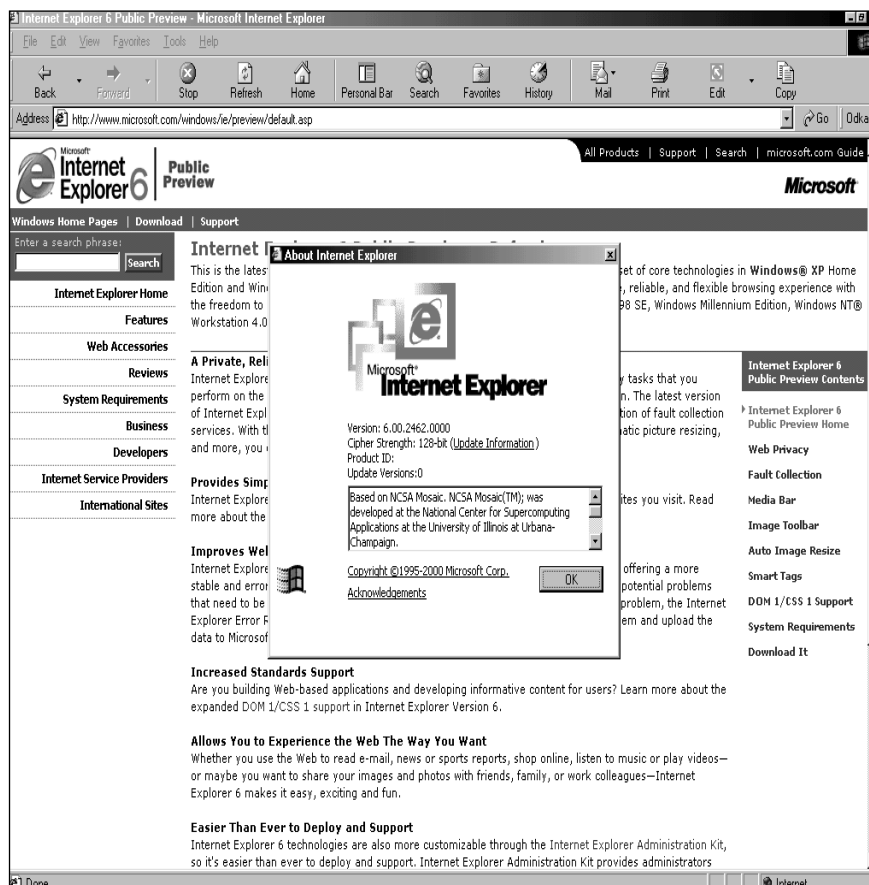 Internet Explorer 6 Public Preview - Microsoft Internet Explorer
File Edit View Favorites Tools Help
Back Forward Stop Refresh Home Personal Bar Search Favorites History Mail Print Edit Copy
Address http://www.microsoft.com/windows/ie/preview/default.asp Go Odka
All Products | Support | Search | microsoft.com Guide
Microsoft
Internet
Explorer 6
Public
Preview
Microsoft
Windows Home Pages | Download | Support
Enter a search phrase:
Search
Internet Explorer Home
Features
Web Accessories
Reviews
System Requirements
Business
Developers
Internet Service Providers
International Sites
Internet
This is the latest set of core technologies in Windows® XP Home
Edition and Win , reliable, and flexible browsing experience with
the freedom to 98 SE, Windows Millennium Edition, Windows NT®
Workstation 4.0
A Private, Reli
Internet Explore y tasks that you
perform on the n. The latest version
of Internet Expl tion of fault collection
services. With t atic picture resizing,
and more, you
Provides Simp
Internet Explore ites you visit. Read
more about the
Improves Wel
Internet Explore offering a more
stable and error potential problems
that need to be problem, the Internet
Explorer Error R em and upload the
data to Microsof
Increased Standards Support
Are you building Web-based applications and developing informative content for users? Learn more about the
expanded DOM 1/CSS 1 support in Internet Explorer Version 6.
Allows You to Experience the Web The Way You Want
Whether you use the Web to read e-mail, news or sports reports, shop online, listen to music or play videos—
or maybe you want to share your images and photos with friends, family, or work colleagues—Internet
Explorer 6 makes it easy, exciting and fun.
Easier Than Ever to Deploy and Support
Internet Explorer 6 technologies are also more customizable through the Internet Explorer Administration Kit,
so it's easier than ever to deploy and support. Internet Explorer Administration Kit provides administrators
Internet Explorer 6
Public Preview Contents
Internet Explorer 6
Public Preview Home
Web Privacy
Fault Collection
Media Bar
Image Toolbar
Auto Image Resize
Smart Tags
DOM 1/CSS 1 Support
System Requirements
Download It
About Internet Explorer
Microsoft®
Internet Explorer
Version: 6.00.2462.0000
Cipher Strength: 128-bit (Update Information)
Product ID:
Update Versions:0
Based on NCSA Mosaic. NCSA Mosaic(TM); was
developed at the National Center for Supercomputing
Applications at the University of Illinois at Urbana-
Champaign.
Copyright ©1995-2000 Microsoft Corp.
Acknowledgements
OK
Done Internet